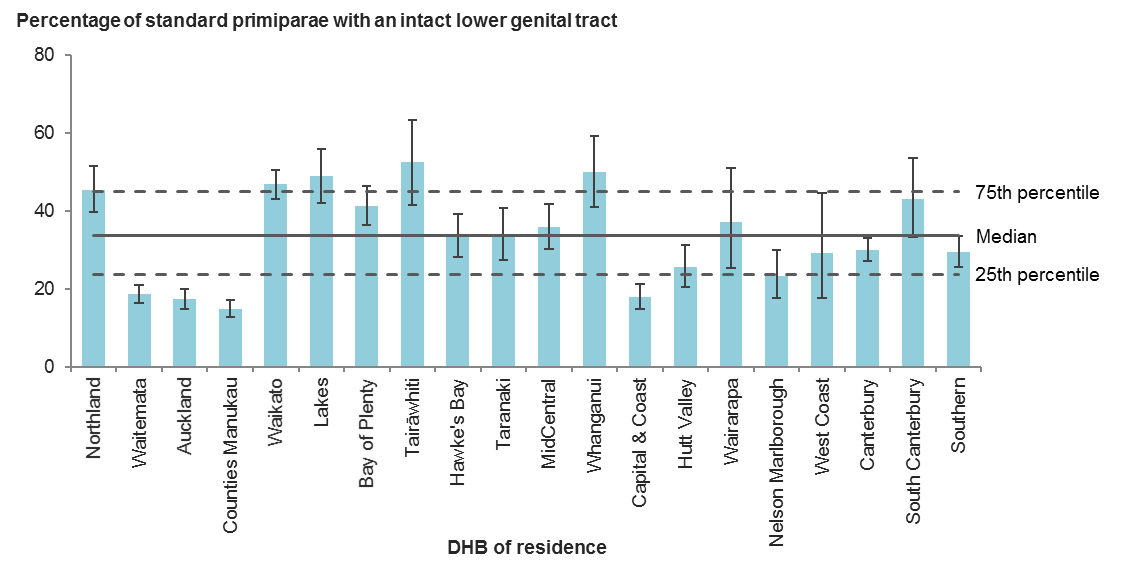 Percentage of standard primiparae with an intact lower genital tract
80
60
40
20
0
75th percentile
Median
25th percentile
Northland
Waitemata
Auckland
Counties Manukau
Waikato
Lakes
Bay of Plenty
Tairāwhiti
Hawke's Bay
Taranaki
MidCentral
Whanganui
Capital & Coast
Hutt Valley
Wairarapa
Nelson Marlborough
West Coast
Canterbury
South Canterbury
Southern
DHB of residence